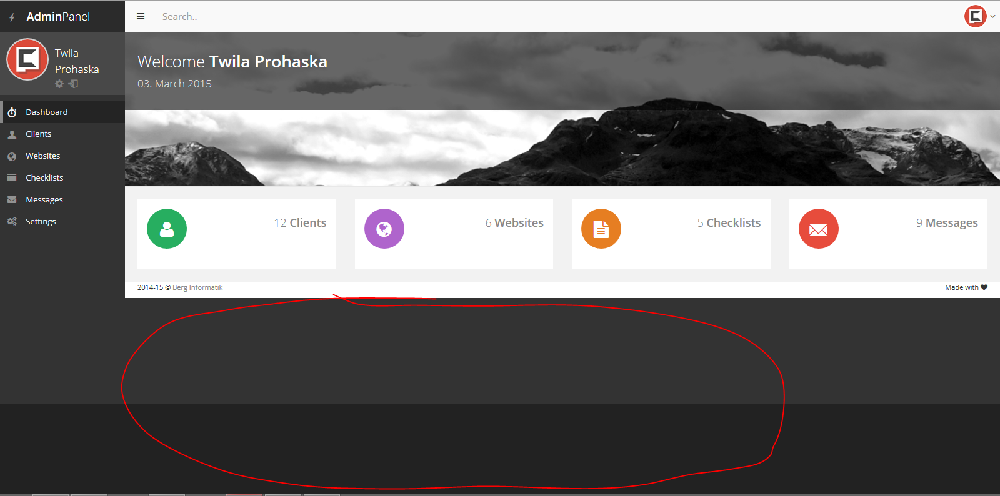 AdminPanel
Search..
Twila
Prohaska
Welcome Twila Prohaska
03. March 2015
Dashboard
Clients
Websites
Checklists
Messages
Settings
12 Clients
6 Websites
5 Checklists
9 Messages
2014-15 © Berg Informatik
Made with